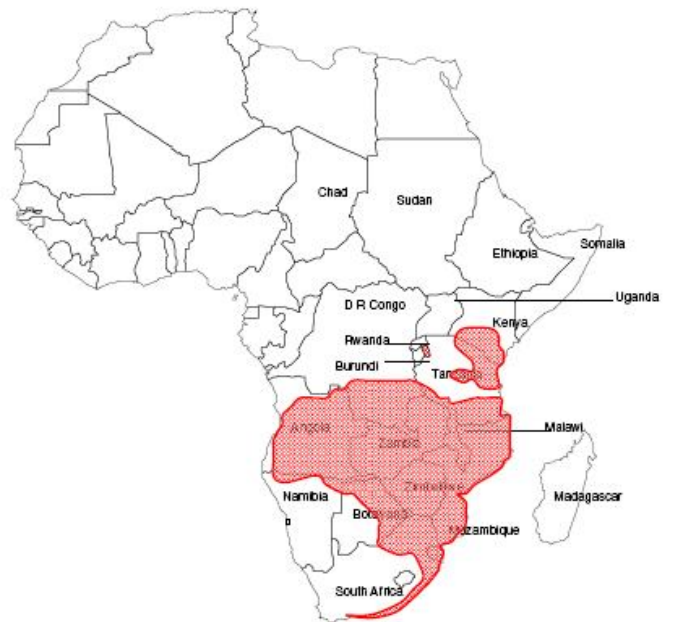 Chad
Sudan
Ethiopia
Somalia
D R Congo
Uganda
Kenya
Rwanda
Burundi
Tanzania
Angola
Zambia
Malawi
Zimbabwe
Namibia
Botswana
Madagascar
Mozambique
South Africa